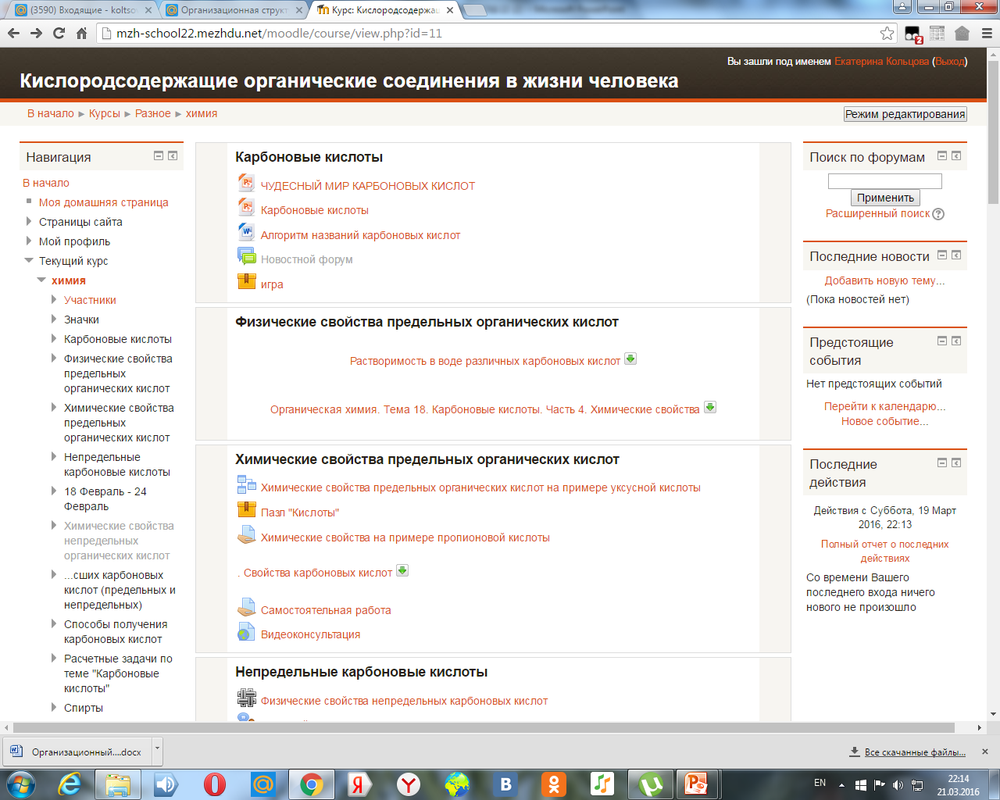 (3590) Входящие - koltso
Организационная структ
Курс: Кислородсодержащ
mzh-school22.mezhdu.net/moodle/course/view.php?id=11
2
Вы зашли под именем Екатерина Кольцова (Выход)
Кислородсодержащие органические соединения в жизни человека
В начало ► Курсы ► Разное ► химия
Режим редактирования
Навигация
В начало
Моя домашняя страница
Страницы сайта
Мой профиль
Текущий курс
химия
Участники
Значки
Карбоновые кислоты
Физические свойства
предельных
органических кислот
Химические свойства
предельных
органических кислот
Непредельные
карбоновые кислоты
18 Февраль - 24
Февраль
Химические свойства
непредельных
органических кислот
...сших карбоновых
кислот (предельных и
непредельных)
Способы получения
карбоновых кислот
Расчетные задачи по
теме "Карбоновые
кислоты"
Спирты
Карбоновые кислоты
ЧУДЕСНЫЙ МИР КАРБОНОВЫХ КИСЛОТ
Карбоновые кислоты
Алгоритм названий карбоновых кислот
Новостной форум
игра
Физические свойства предельных органических кислот
Растворимость в воде различных карбоновых кислот
Органическая химия. Тема 18. Карбоновые кислоты. Часть 4. Химические свойства
Химические свойства предельных органических кислот
Химические свойства предельных органических кислот на примере уксусной кислоты
Пазл "Кислоты"
Химические свойства на примере пропионовой кислоты
. Свойства карбоновых кислот
Самостоятельная работа
Видеоконсультация
Непредельные карбоновые кислоты
Физические свойства непредельных карбоновых кислот
Поиск по форумам
Применить
Расширенный поиск
Последние новости
Добавить новую тему...
(Пока новостей нет)
Предстоящие
события
Нет предстоящих событий
Перейти к календарю...
Новое событие...
Последние
действия
Действия с Суббота, 19 Март
2016, 22:13
Полный отчет о последних
действиях
Со времени Вашего
последнего входа ничего
нового не произошло
Организационный....docx
Все скачанные файлы...
EN
22:14
21.03.2016